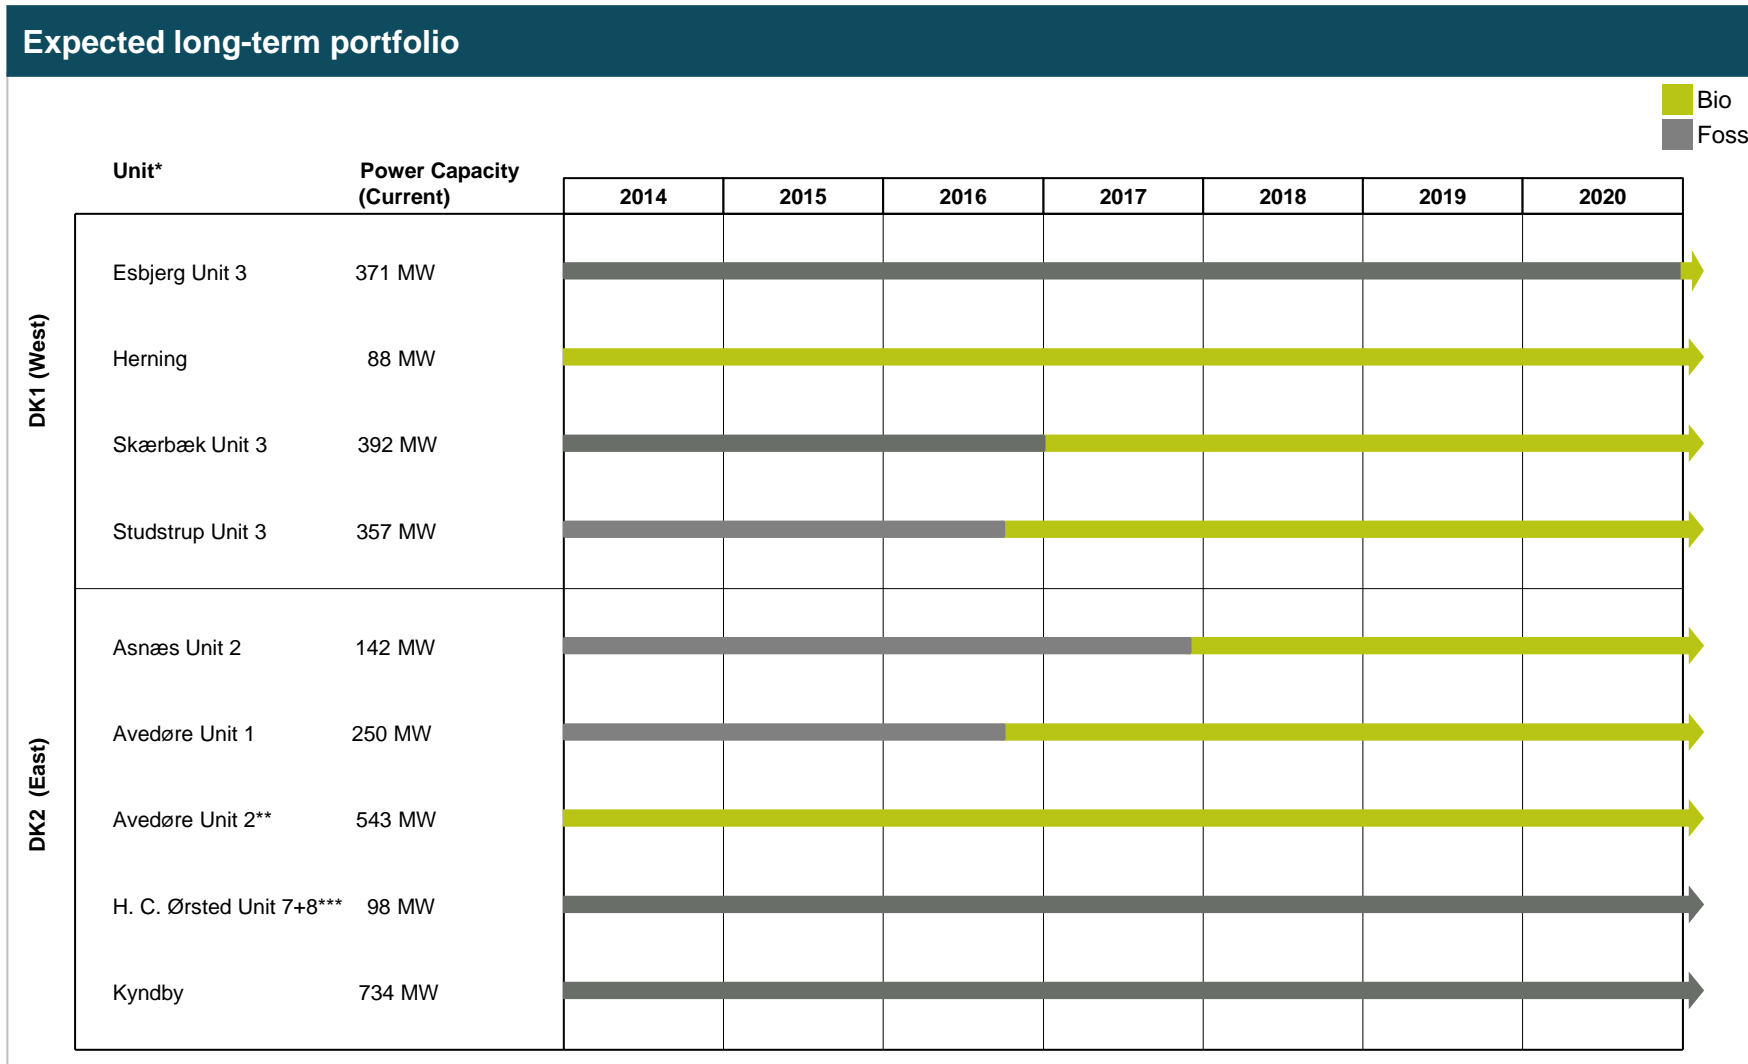 Expected long-term portfolio
Bio
Foss
Unit* Power Capacity
(Current)
2014 2015 2016 2017 2018 2019 2020
DK1 (West)
Esbjerg Unit 3 371 MW
Herning 88 MW
Skærbæk Unit 3 392 MW
Studstrup Unit 3 357 MW
DK2 (East)
Asnæs Unit 2 142 MW
Avedøre Unit 1 250 MW
Avedøre Unit 2** 543 MW
H. C. Ørsted Unit 7+8*** 98 MW
Kyndby 734 MW